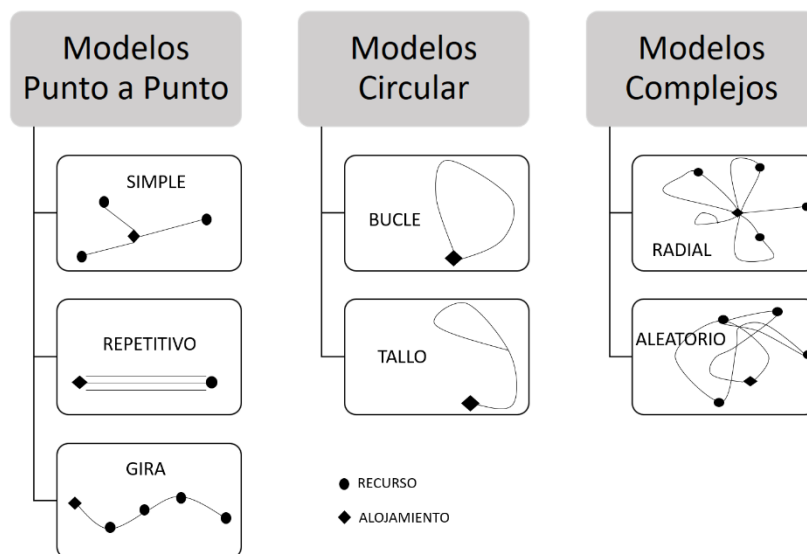 Modelos
Punto a Punto
SIMPLE
REPETITIVO
GIRA
Modelos
Circular
BUCLE
TALLO
RECURSO
ALOJAMIENTO
Modelos
Complejos
RADIAL
ALEATORIO